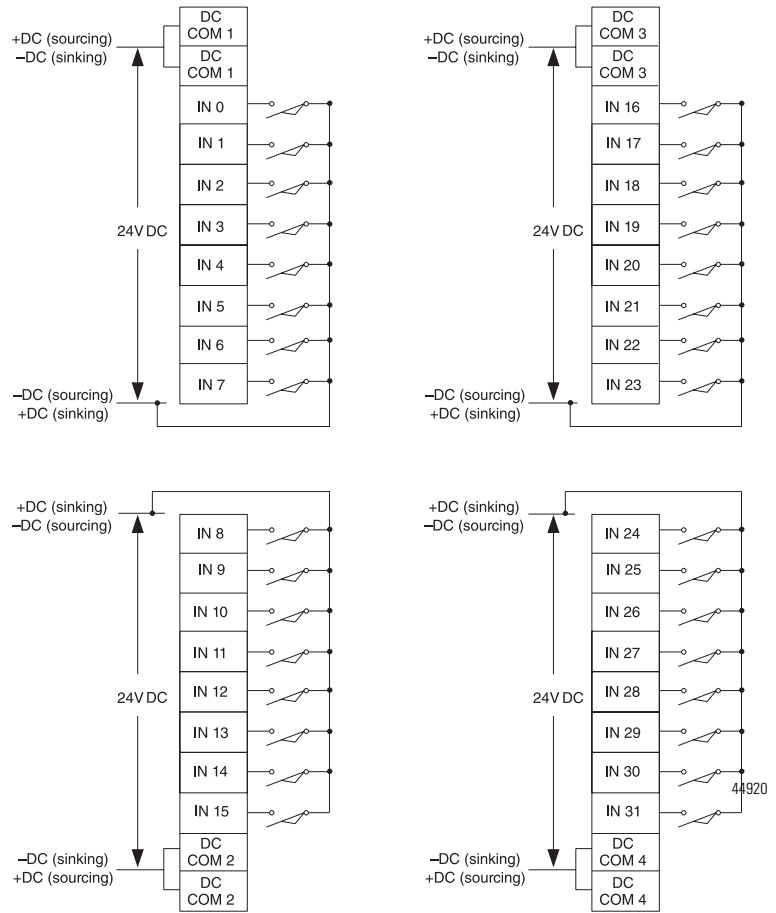 DC
COM 1
+DC (sourcing)
–DC (sinking)
DC
COM 1
IN 0
IN 1
IN 2
24V DC
IN 3
IN 4
IN 5
IN 6
IN 7
–DC (sourcing)
+DC (sinking)
DC
COM 3
+DC (sourcing)
–DC (sinking)
DC
COM 3
IN 16
IN 17
IN 18
24V DC
IN 19
IN 20
IN 21
IN 22
IN 23
–DC (sourcing)
+DC (sinking)
+DC (sinking)
–DC (sourcing)
IN 8
IN 9
IN 10
IN 11
24V DC
IN 12
IN 13
IN 14
IN 15
DC
COM 2
–DC (sinking)
+DC (sourcing)
DC
COM 2
+DC (sinking)
–DC (sourcing)
IN 24
IN 25
IN 26
IN 27
24V DC
IN 28
IN 29
IN 30
44920
IN 31
DC
COM 4
–DC (sinking)
+DC (sourcing)
DC
COM 4